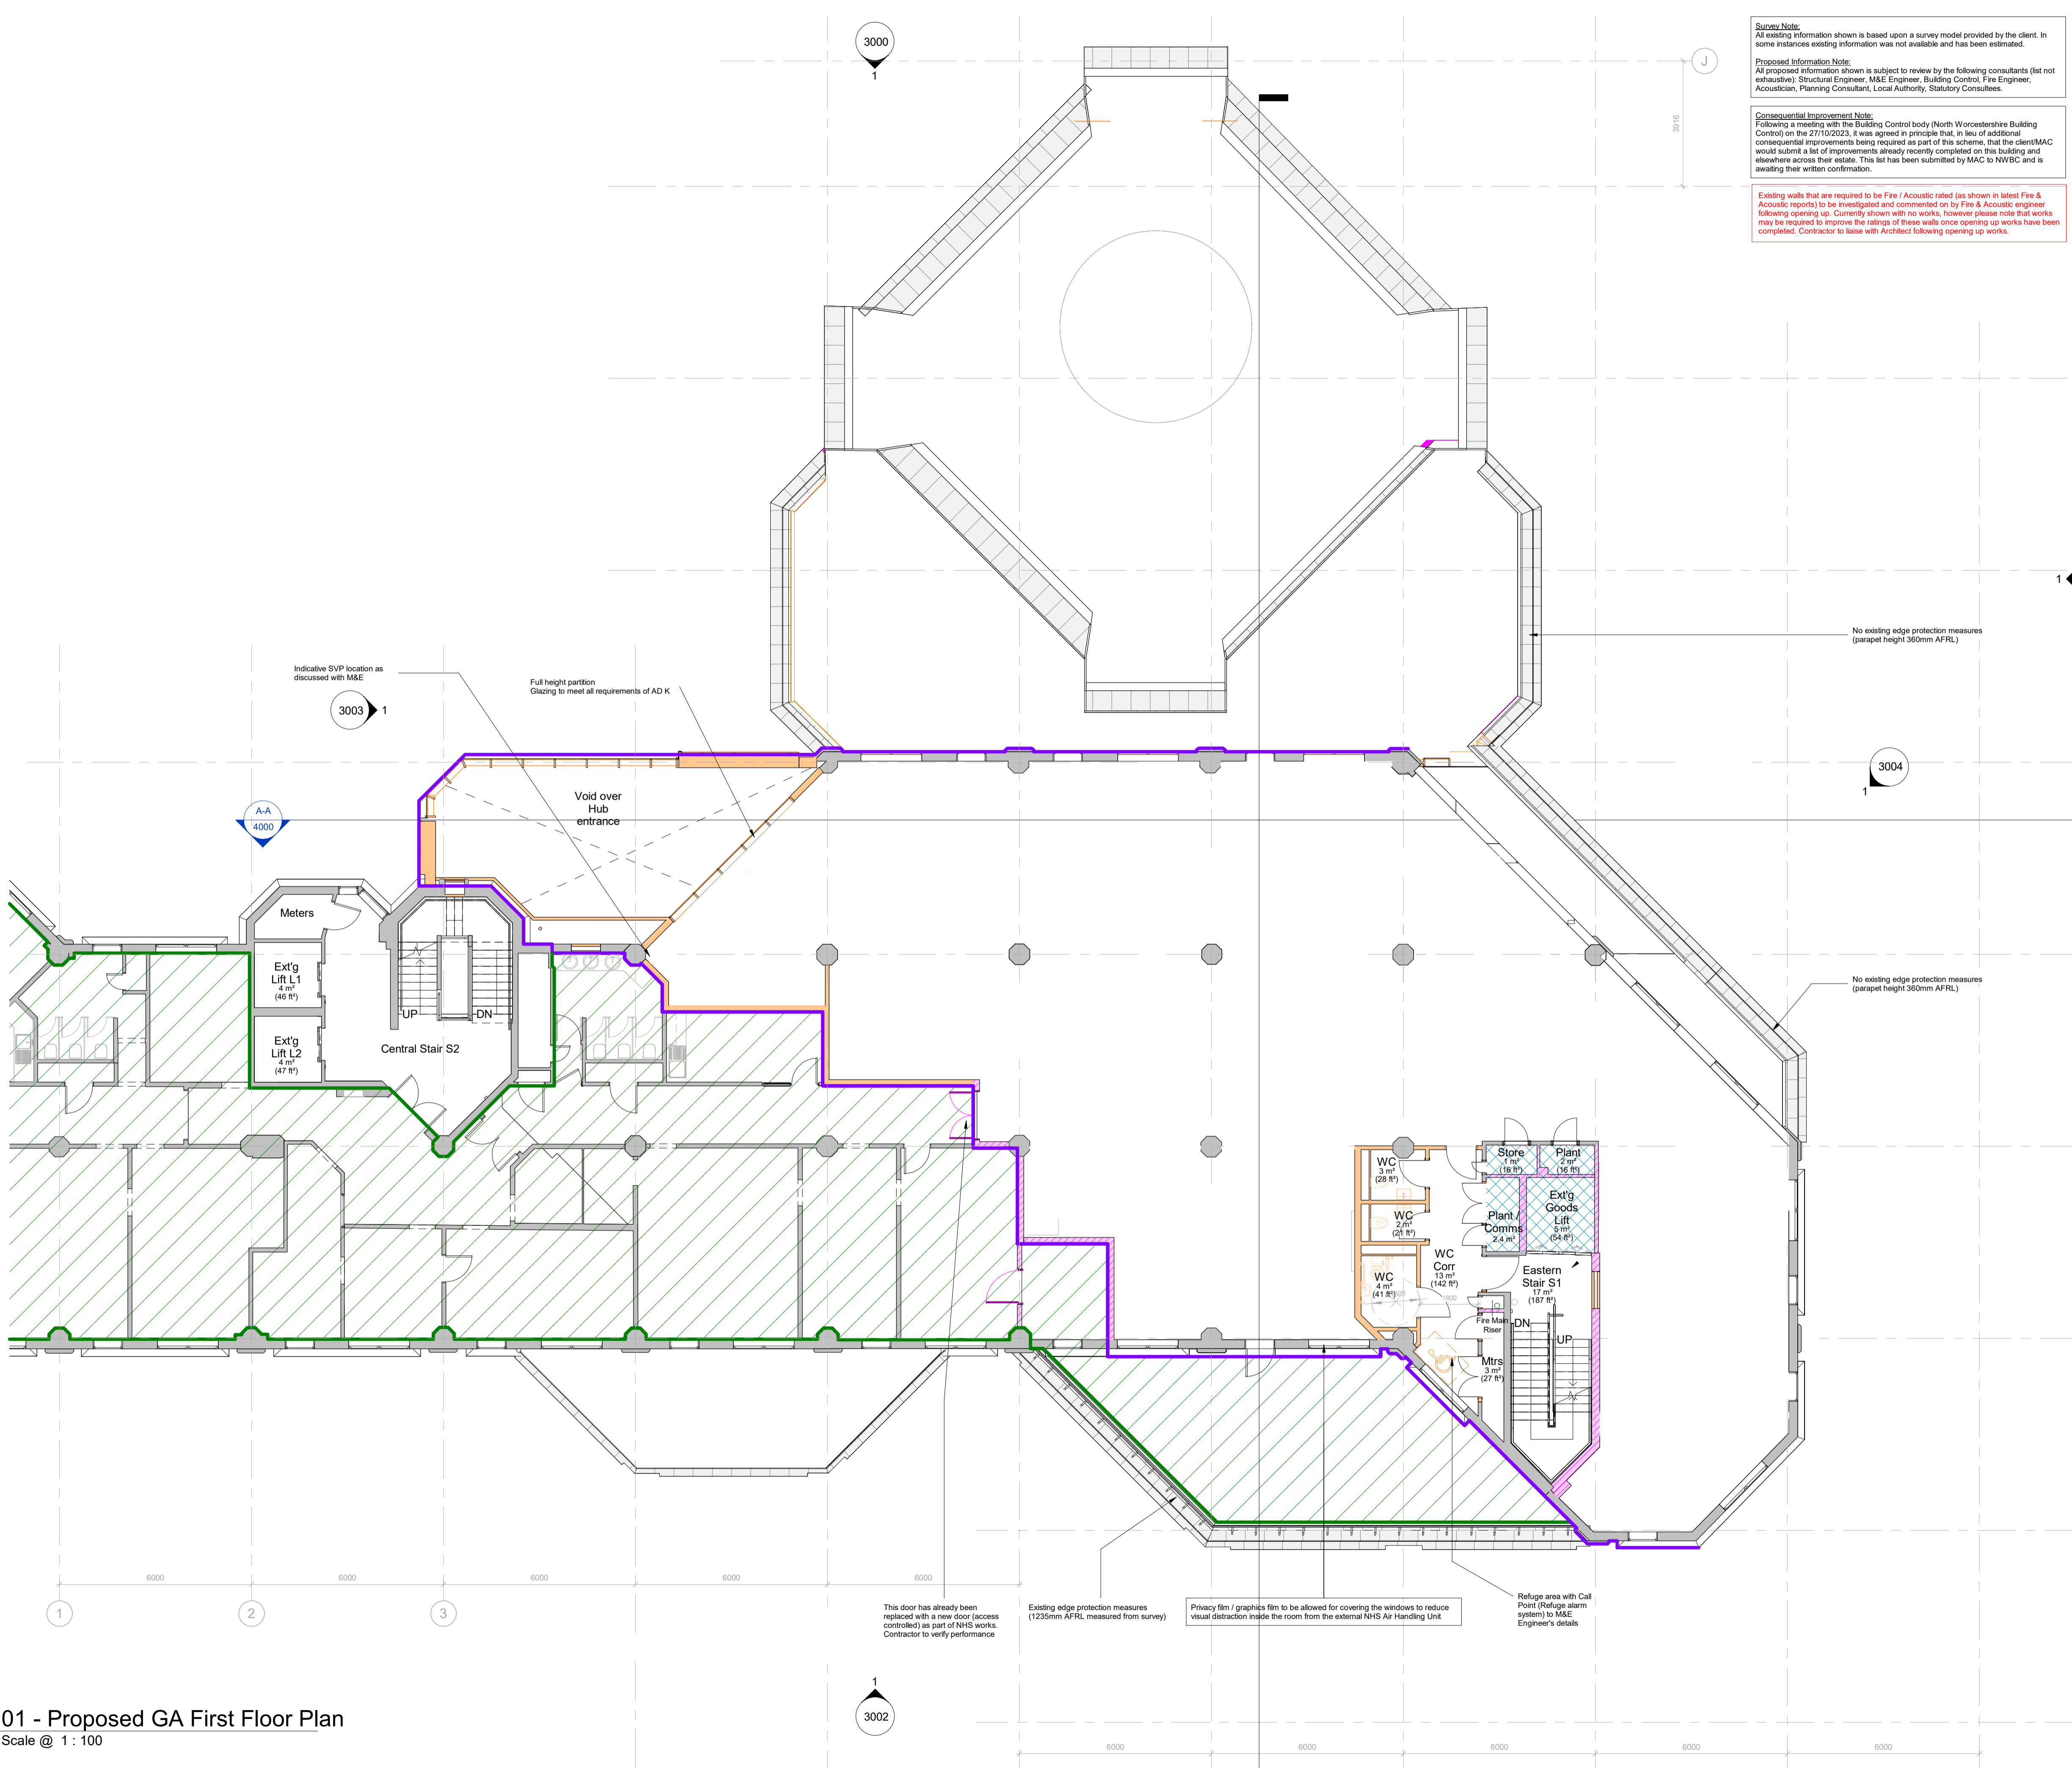 Survey Note:
All existing information shown is based upon a survey model provided by the client. In
some instances existing information was not available and has been estimated.
Proposed Information Note:
All proposed information shown is subject to review by the following consultants (list not
exhaustive): Structural Engineer, M&E Engineer, Building Control, Fire Engineer,
Acoustician, Planning Consultant, Local Authority, Statutory Consultees.
Consequential Improvement Note:
Following a meeting with the Building Control body (North Worcestershire Building
Control) on the 27/10/2023, it was agreed in principle that, in lieu of additional
consequential improvements being required as part of this scheme, that the client/MAC
would submit a list of improvements already recently completed on this building and
elsewhere across their estate. This list has been submitted by MAC to NWBC and is
awaiting their written confirmation.
Existing walls that are required to be Fire / Acoustic rated (as shown in latest Fire &
Acoustic reports) to be investigated and commented on by Fire & Acoustic engineer
following opening up. Currently shown with no works, however please note that works
may be required to improve the ratings of these walls once opening up works have been
completed. Contractor to liaise with Architect following opening up works.
3000
1
J
3916
1
No existing edge protection measures
(parapet height 360mm AFRL)
Indicative SVP location as
discussed with M&E
Full height partition
Glazing to meet all requirements of AD K
3003
1
3004
1
Void over
Hub
entrance
A-A
4000
Meters
Ext'g
Lift L1
4 m²
(46 ft²)
Ext'g
Lift L2
4 m²
(47 ft²)
UP
DN
Central Stair S2
No existing edge protection measures
(parapet height 360mm AFRL)
WC
3 m²
(28 ft²)
WC
2 m²
(21 ft²)
WC
4 m²
(41 ft²)
WC
Corr
13 m²
(142 ft²)
1800
Store
1 m²
(16 ft²)
Plant
2 m²
(16 ft²)
Plant /
Comms
2.4 m²
Ext'g
Goods
Lift
5 m²
(54 ft²)
Eastern
Stair S1
17 m²
(187 ft²)
Fire Main
Riser
DN
UP
Mtrs
3 m²
(27 ft²)
6000
6000
6000
6000
6000
1
2
3
This door has already been
replaced with a new door (access
controlled) as part of NHS works.
Contractor to verify performance
Existing edge protection measures
(1235mm AFRL measured from survey)
Privacy film / graphics film to be allowed for covering the windows to reduce
visual distraction inside the room from the external NHS Air Handling Unit
Refuge area with Call
Point (Refuge alarm
system) to M&E
Engineer's details
1
3002
6000
6000
6000
6000
6000
01 - Proposed GA First Floor Plan
Scale @ 1 : 100